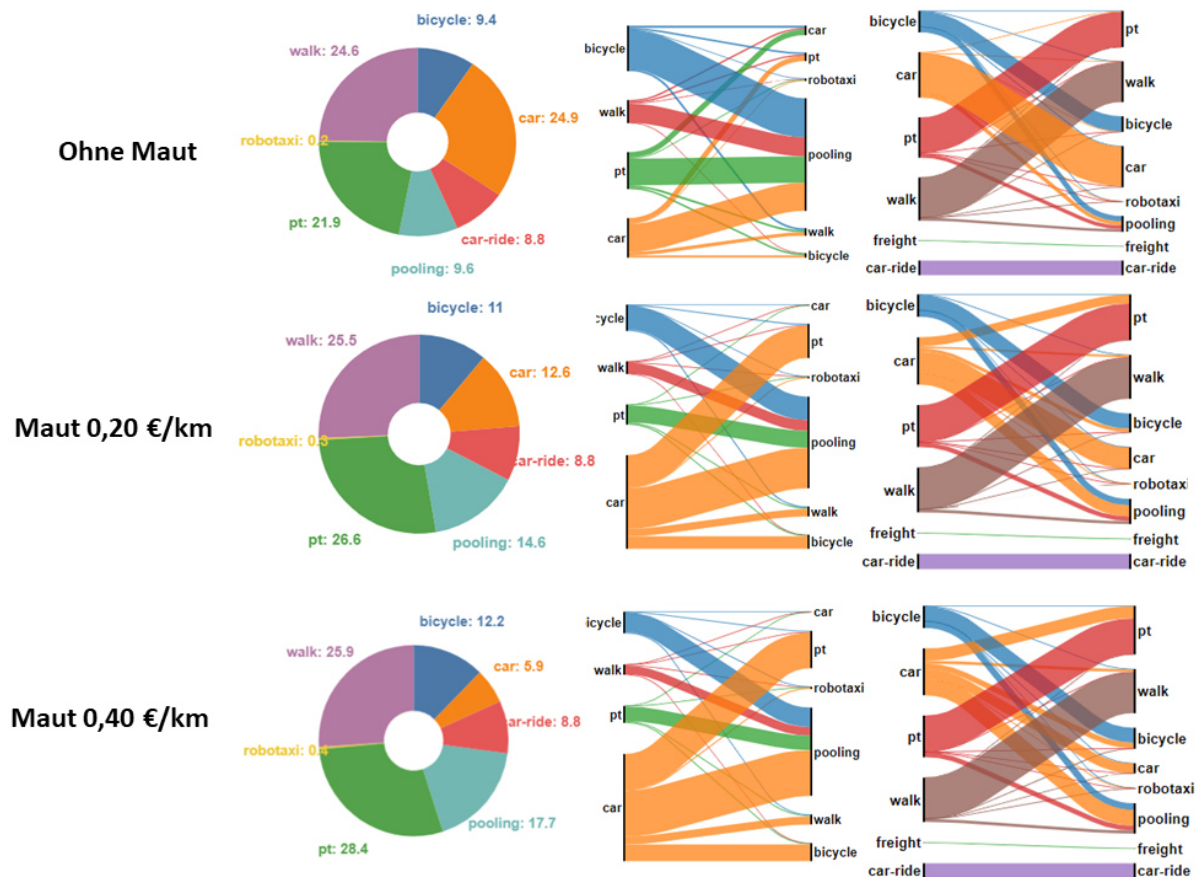 Ohne Maut
bicycle: 9.4
walk: 24.6
car: 24.9
robotaxi: 0.2
pt: 21.9
car-ride: 8.8
pooling: 9.6
bicycle
walk
pt
car
car
pt
robotaxi
pooling
walk
bicycle
bicycle
car
pt
walk
freight
car-ride
pt
walk
bicycle
car
robotaxi
pooling
freight
car-ride
Maut 0,20 €/km
bicycle: 11
walk: 25.5
car: 12.6
robotaxi: 0.3
car-ride: 8.8
pt: 26.6
pooling: 14.6
cycle
walk
pt
car
car
pt
robotaxi
pooling
walk
bicycle
bicycle
car
pt
walk
freight
car-ride
pt
walk
bicycle
car
robotaxi
pooling
freight
car-ride
Maut 0,40 €/km
bicycle: 12.2
walk: 25.9
car: 5.9
car-ride: 8.8
robotaxi: 0.4
pooling: 17.7
pt: 28.4
icycle
walk
pt
car
car
pt
robotaxi
pooling
walk
bicycle
bicycle
car
pt
walk
freight
car-ride
pt
walk
bicycle
car
robotaxi
pooling
freight
car-ride